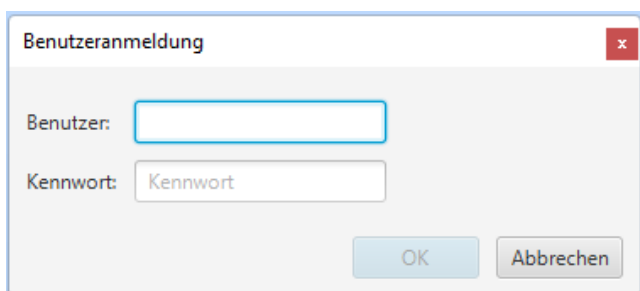 Benutzeranmeldung x
Benutzer:
Kennwort: Kennwort
OK Abbrechen